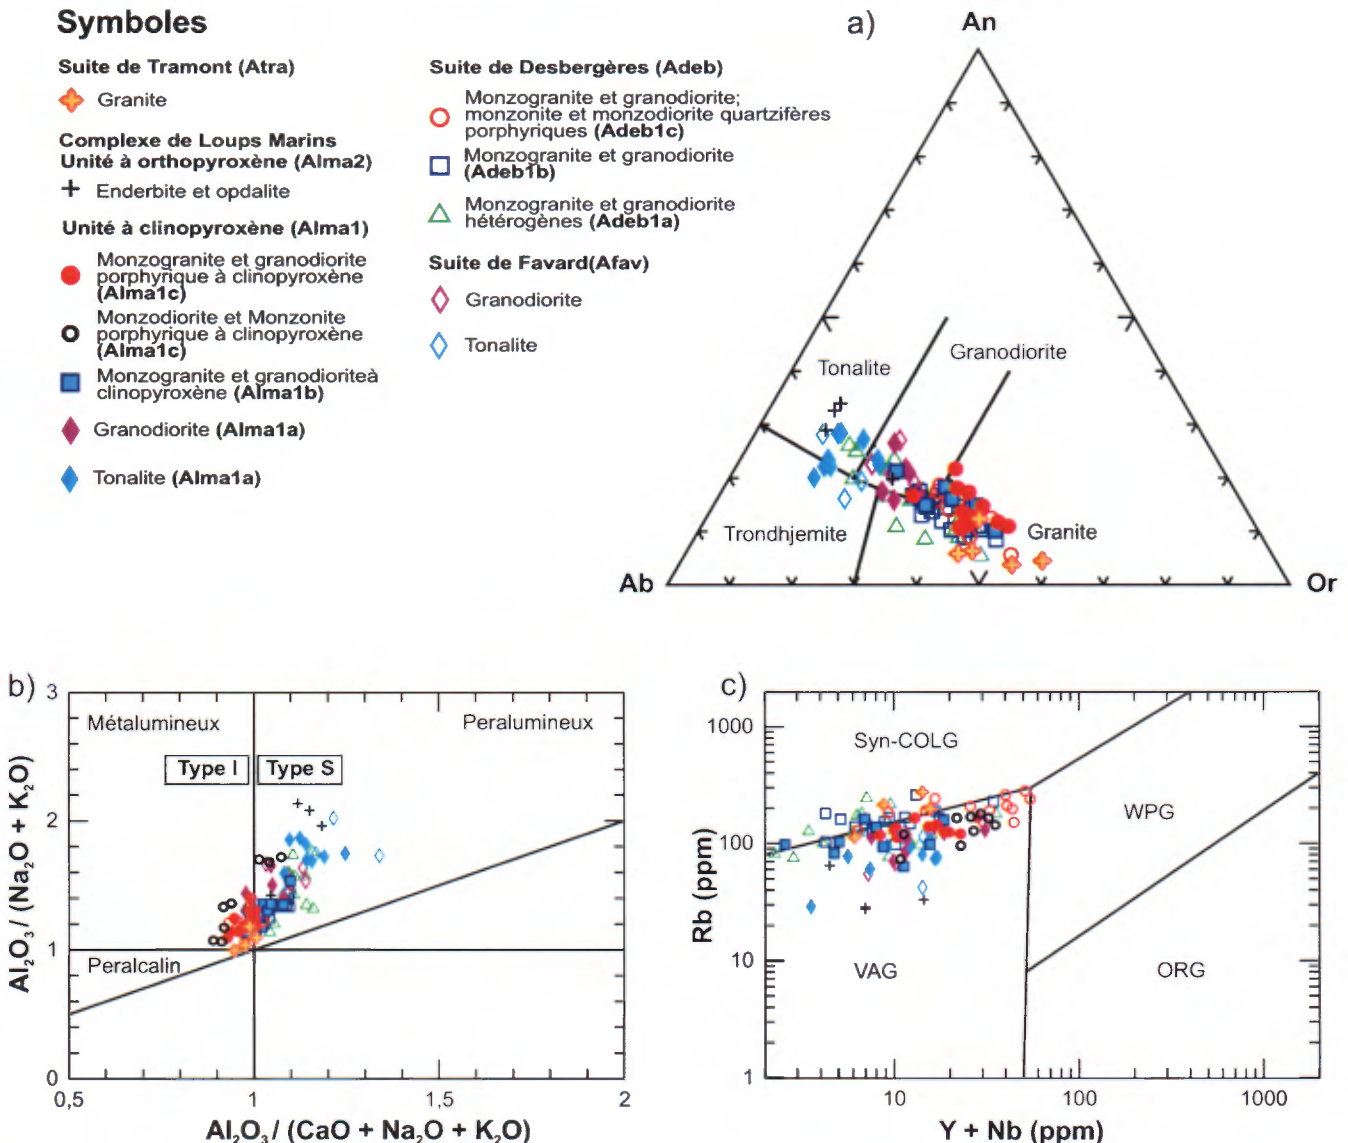 Symboles
Suite de Tramont (Atra)
Granite
Complexe de Loups Marins
Unité à orthopyroxène (Alma2)
Enderbite et opdalite
Unité à clinopyroxène (Alma1)
Monzogranite et granodiorite
porphyrique à clinopyroxène
(Alma1c)
Monzodiorite et Monzonite
porphyrique à clinopyroxène
(Alma1c)
Monzogranite et granodioriteà
clinopyroxène (Alma1b)
Granodiorite (Alma1a)
Tonalite (Alma1a)
Suite de Desbergères (Adeb)
Monzogranite et granodiorite;
monzonite et monzodiorite quartzifères
porphyriques (Adeb1c)
Monzogranite et granodiorite
(Adeb1b)
Monzogranite et granodiorite
hétérogènes (Adeb1a)
Suite de Favard(Afav)
Granodiorite
Tonalite
a)
An
Tonalite
Granodiorite
Trondhjemite
Granite
Ab
Or
b)
3
2
1
0
Métalumineux
Peralumineux
Type I
Type S
Peralcalin
0,5
1
1,5
2
Al₂O₃/ (Na₂O + K₂O)
Al₂O₃/ (CaO + Na₂O + K₂O)
c)
1000
100
10
1
Syn-COLG
WPG
VAG
ORG
10
100
1000
Rb (ppm)
Y + Nb (ppm)